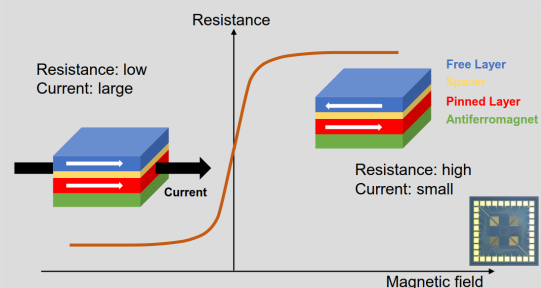 Resistance
Resistance: low
Current: large
Free Layer
Spacer
Pinned Layer
Antiferromagnet
Current
Resistance: high
Current: small
Magnetic field